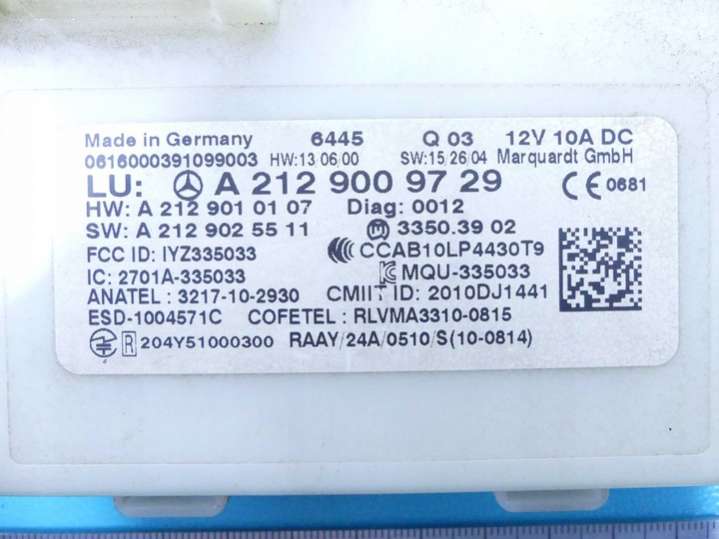 Made in Germany 6445 Q 03 12V 10A DC
0616000391099003 HW:13/06/00 SW:15/26/04 Marquardt GmbH
LU: A 212 900 97 29 CE 0681
HW: A 212 901 01 07 Diag: 0012
SW: A 212 902 55 11 M 3350.39 02
FCC ID: IYZ335033 CCC CCAB10LP4430T9
IC: 2701A-335033 MQU-335033
ANATEL : 3217-10-2930 CMIIT ID: 2010DJ1441
ESD-1004571C COFETEL : RLVMA3310-0815
R 204Y51000300 RAAY/24A/0510/S(10-0814)